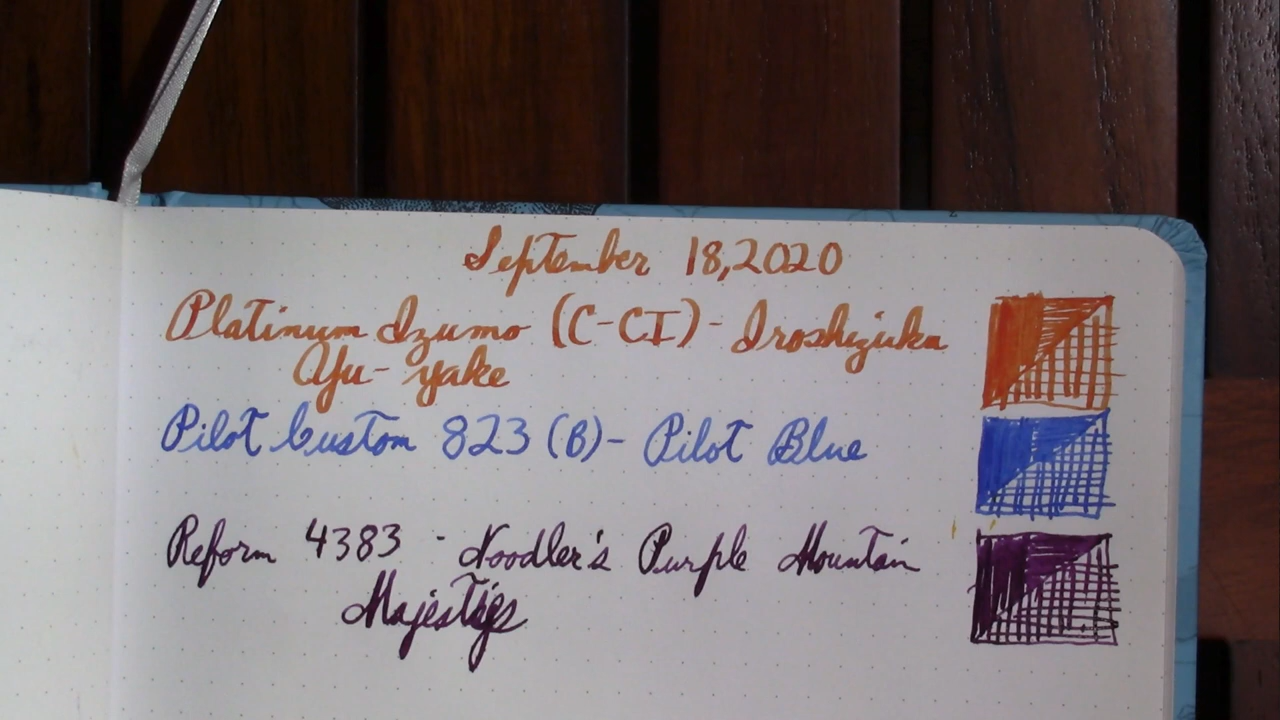 September 18,2020
Platinum Izumo (C-CI) - Iroshizuku
Yu-yake
Pilot Custom 823 (B) - Pilot Blue
Reform 4383 - Noodler's Purple Mountain
Majesties